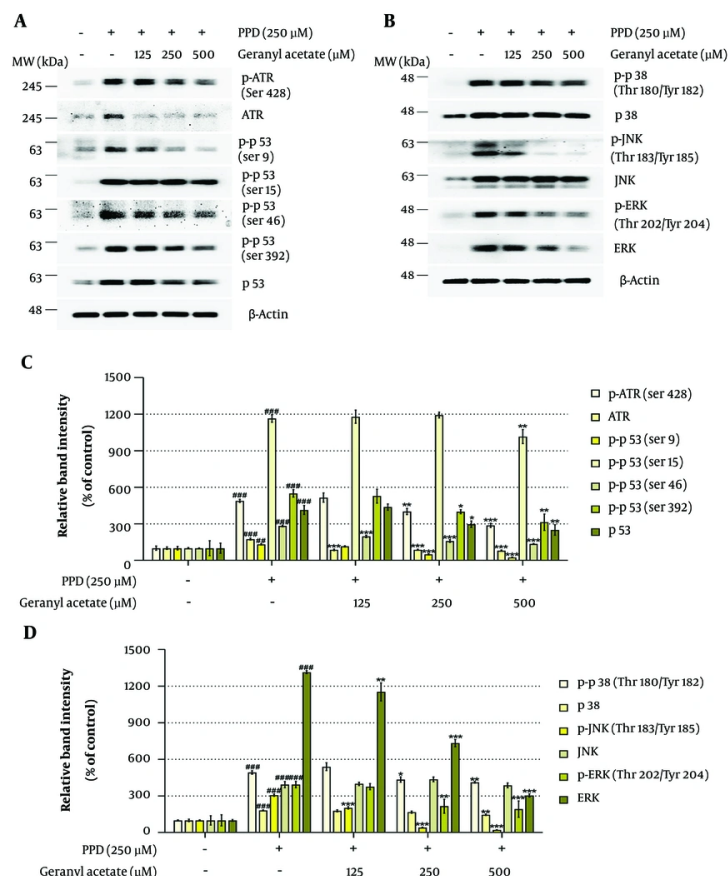 A
- + + + + PPD (250 μM)
- - 125 250 500 Geranyl acetate (μM)
MW (kDa)
245 p-ATR
(Ser 428)
245 ATR
63 p-p 53
(ser 9)
63 p-p 53
(ser 15)
63 p-p 53
(ser 46)
63 p-p 53
(ser 392)
63 p 53
48 β-Actin
B
- + + + + PPD (250 μM)
- - 125 250 500 Geranyl acetate (μM)
MW (kDa)
48 p-p 38
(Thr 180/Tyr 182)
48 p 38
63 p-JNK
(Thr 183/Tyr 185)
63 JNK
48 p-ERK
(Thr 202/Tyr 204)
48 ERK
48 β-Actin
C
Relative band intensity
(% of control)
1500
1200
900
600
300
0
### ### ## ### ### ### ###
*** ***
** *** *** *** * *
*** *** *** ** *** ** **
p-ATR (ser 428)
ATR
p-p 53 (ser 9)
p-p 53 (ser 15)
p-p 53 (ser 46)
p-p 53 (ser 392)
p 53
PPD (250 μM) - + + + +
Geranyl acetate (μM) - - 125 250 500
D
Relative band intensity
(% of control)
1500
1200
900
600
300
0
### ### ### ### ### ###
*** **
* *** ** ***
** ** *** *** ***
p-p 38 (Thr 180/Tyr 182)
p 38
p-JNK (Thr 183/Tyr 185)
JNK
p-ERK (Thr 202/Tyr 204)
ERK
PPD (250 μM) - + + + +
Geranyl acetate (μM) - - 125 250 500